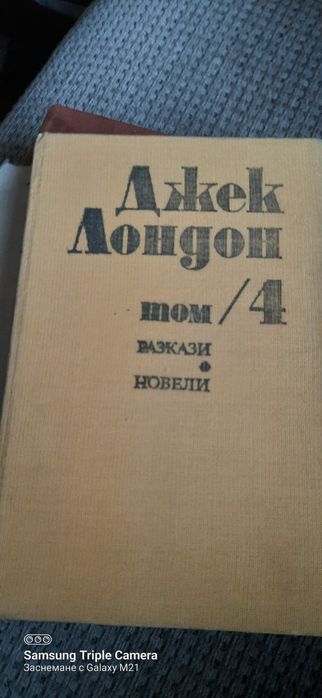 Джек
Лондон
том/4
РАЗКАЗИ
НОВЕЛИ
Samsung Triple Camera
Заснемане с Galaxy M21